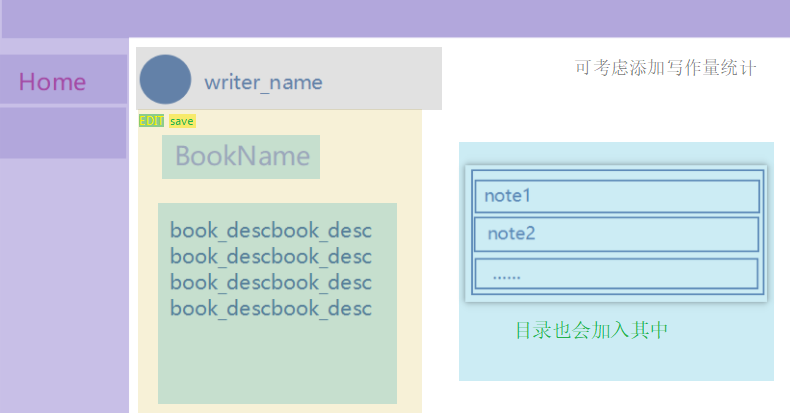 Home
writer_name
可考虑添加写作量统计
EDIT save
BookName
book_descbook_desc
book_descbook_desc
book_descbook_desc
book_descbook_desc
note1
note2
......
目录也会加入其中